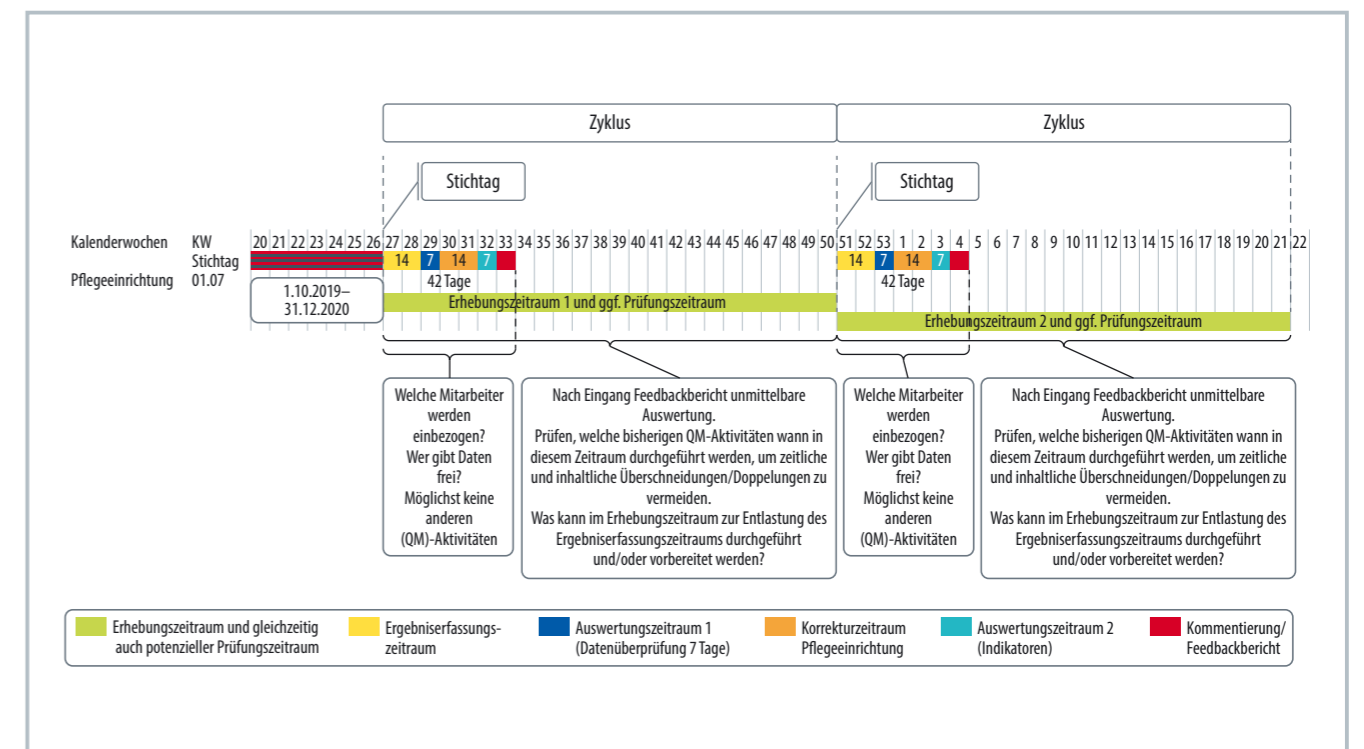 Zyklus
Zyklus
Stichtag
Stichtag
Kalenderwochen KW 20 21 22 23 24 25 26 27 28 29 30 31 32 33 34 35 36 37 38 39 40 41 42 43 44 45 46 47 48 49 50 51 52 53 1 2 3 4 5 6 7 8 9 10 11 12 13 14 15 16 17 18 19 20 21 22
Stichtag 14 7 14 7 14 7 14 7
Pflegeeinrichtung 01.07 42 Tage 42 Tage
1.10.2019–
31.12.2020
Erhebungszeitraum 1 und ggf. Prüfungszeitraum
Erhebungszeitraum 2 und ggf. Prüfungszeitraum
Welche Mitarbeiter
werden
einbezogen?
Wer gibt Daten
frei?
Möglichst keine
anderen
(QM)-Aktivitäten
Nach Eingang Feedbackbericht unmittelbare
Auswertung.
Prüfen, welche bisherigen QM-Aktivitäten wann in
diesem Zeitraum durchgeführt werden, um zeitliche
und inhaltliche Überschneidungen/Doppelungen zu
vermeiden.
Was kann im Erhebungszeitraum zur Entlastung des
Ergebniserfassungszeitraums durchgeführt
und/oder vorbereitet werden?
Welche Mitarbeiter
werden
einbezogen?
Wer gibt Daten
frei?
Möglichst keine
anderen
(QM)-Aktivitäten
Nach Eingang Feedbackbericht unmittelbare
Auswertung.
Prüfen, welche bisherigen QM-Aktivitäten wann in
diesem Zeitraum durchgeführt werden, um zeitliche
und inhaltliche Überschneidungen/Doppelungen zu
vermeiden.
Was kann im Erhebungszeitraum zur Entlastung des
Ergebniserfassungszeitraums durchgeführt
und/oder vorbereitet werden?
Erhebungszeitraum und gleichzeitig
auch potenzieller Prüfungszeitraum
Ergebniserfassungs-
zeitraum
Auswertungszeitraum 1
(Datenüberprüfung 7 Tage)
Korrekturzeitraum
Pflegeeinrichtung
Auswertungszeitraum 2
(Indikatoren)
Kommentierung/
Feedbackbericht